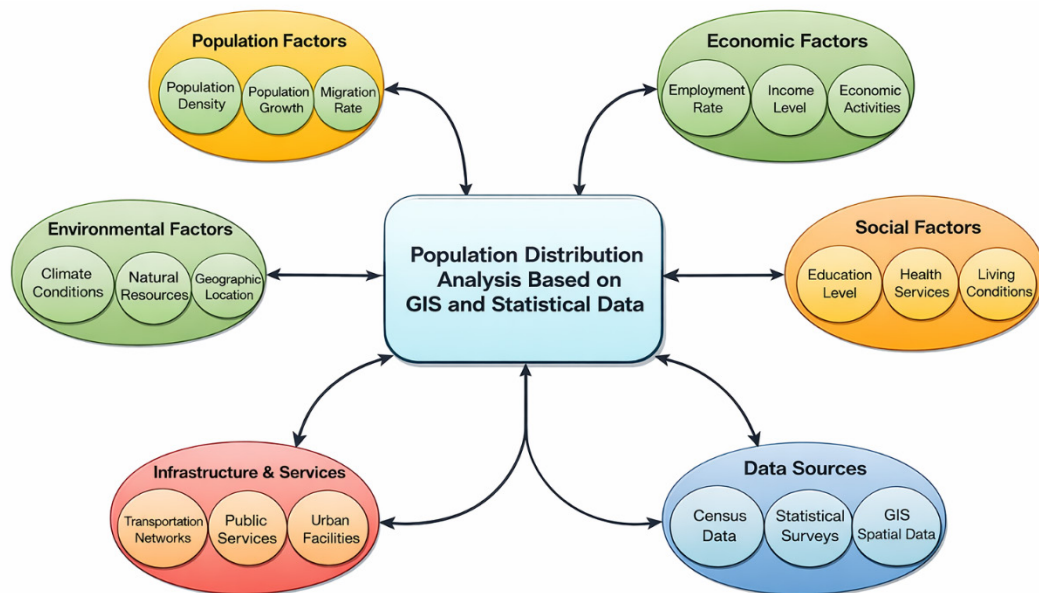 Population Factors
Population
Density
Population
Growth
Migration
Rate
Economic Factors
Employment
Rate
Income
Level
Economic
Activities
Environmental Factors
Climate
Conditions
Natural
Resources
Geographic
Location
Population Distribution
Analysis Based on
GIS and Statistical Data
Social Factors
Education
Level
Health
Services
Living
Conditions
Infrastructure & Services
Transportation
Networks
Public
Services
Urban
Facilities
Data Sources
Census
Data
Statistical
Surveys
GIS
Spatial Data